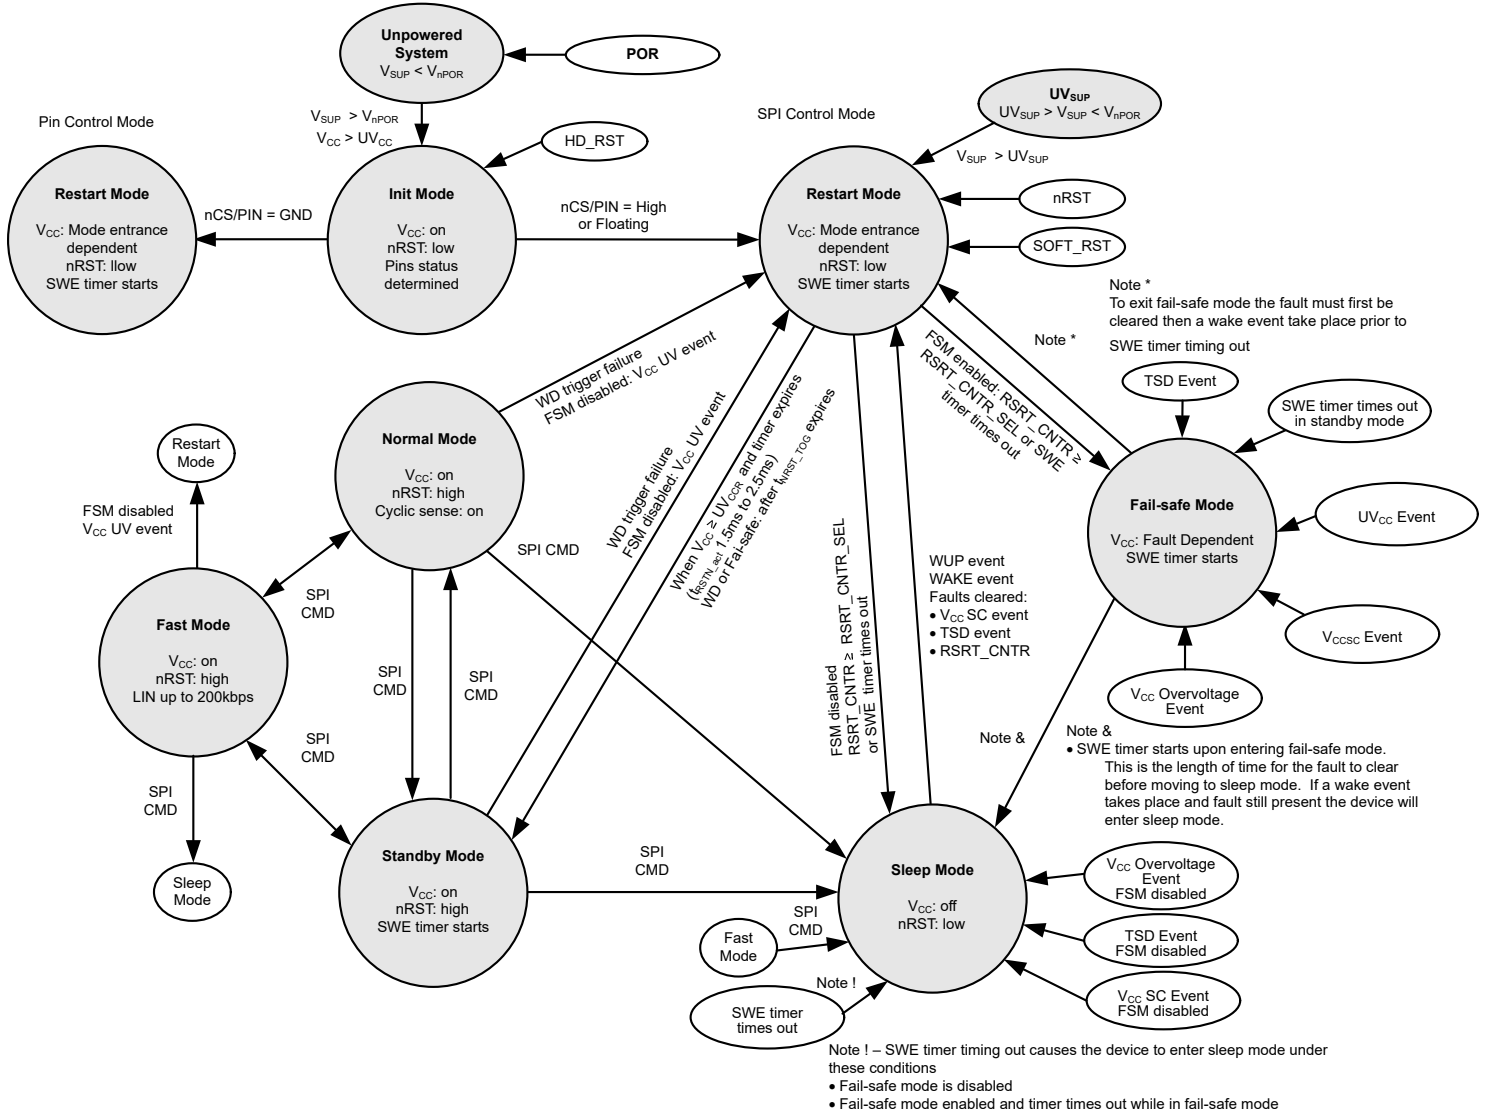 Unpowered
System
VSUP < VnPOR
POR
Pin Control Mode
VSUP > VnPOR
VCC > UVCC
HD_RST
SPI Control Mode
UVSUP
UVSUP > VSUP < VnPOR
VSUP > UVSUP
Restart Mode
VCC: Mode entrance
dependent
nRST: llow
SWE timer starts
nCS/PIN = GND
Init Mode
VCC: on
nRST: low
Pins status
determined
nCS/PIN = High
or Floating
Restart Mode
VCC: Mode entrance
dependent
nRST: low
SWE timer starts
nRST
SOFT_RST
Note *
To exit fail-safe mode the fault must first be
cleared then a wake event take place prior to
SWE timer timing out
Note *
TSD Event
SWE timer times out
in standby mode
FSM enabled: RSRT_CNTR ≥
RSRT_CNTR_SEL or SWE
timer times out
WD trigger failure
FSM disabled: VCC UV event
Normal Mode
VCC: on
nRST: high
Cyclic sense: on
Restart
Mode
FSM disabled
VCC UV event
SPI
CMD
Fast Mode
VCC: on
nRST: high
LIN up to 200kbps
SPI CMD
WD trigger failure
FSM disabled: VCC UV event
When VCC ≥ UVCCR and timer expires
(tRSTN_act 1.5ms to 2.5ms)
WD or Fai-safe: after tNRST_TOG expires
Fail-safe Mode
VCC: Fault Dependent
SWE timer starts
UVCC Event
VCCSC Event
VCC Overvoltage
Event
WUP event
WAKE event
Faults cleared:
• VCC SC event
• TSD event
• RSRT_CNTR
FSM disabled
RSRT_CNTR ≥ RSRT_CNTR_SEL
or SWE timer times out
SPI
CMD
SPI
CMD
SPI
CMD
SPI
CMD
Sleep
Mode
Note &
Note &
• SWE timer starts upon entering fail-safe mode.
This is the length of time for the fault to clear
before moving to sleep mode. If a wake event
takes place and fault still present the device will
enter sleep mode.
Standby Mode
VCC: on
nRST: high
SWE timer starts
SPI
CMD
Sleep Mode
VCC: off
nRST: low
VCC Overvoltage
Event
FSM disabled
TSD Event
FSM disabled
VCC SC Event
FSM disabled
Fast
Mode
SPI
CMD
Note !
SWE timer
times out
Note ! – SWE timer timing out causes the device to enter sleep mode under
these conditions
• Fail-safe mode is disabled
• Fail-safe mode enabled and timer times out while in fail-safe mode